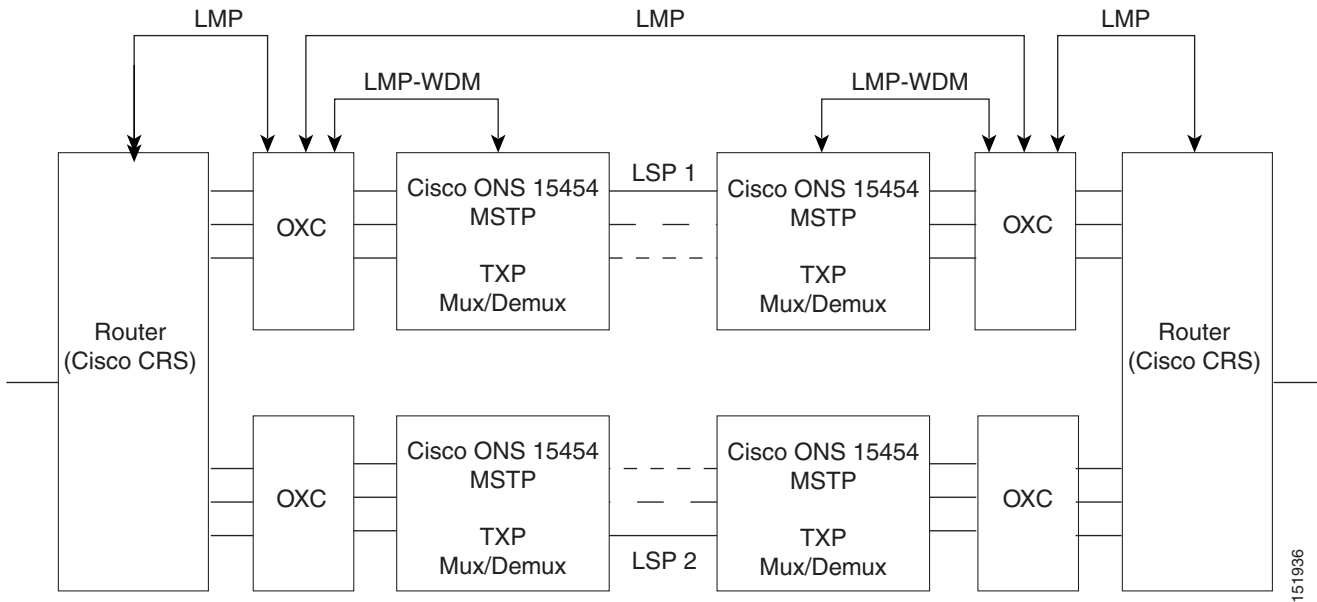 LMP
LMP
LMP
LMP-WDM
LMP-WDM
LSP 1
Cisco ONS 15454
MSTP
TXP
Mux/Demux
Cisco ONS 15454
MSTP
TXP
Mux/Demux
OXC
OXC
Router
(Cisco CRS)
Router
(Cisco CRS)
OXC
Cisco ONS 15454
MSTP
TXP
Mux/Demux
LSP 2
Cisco ONS 15454
MSTP
TXP
Mux/Demux
OXC
151936